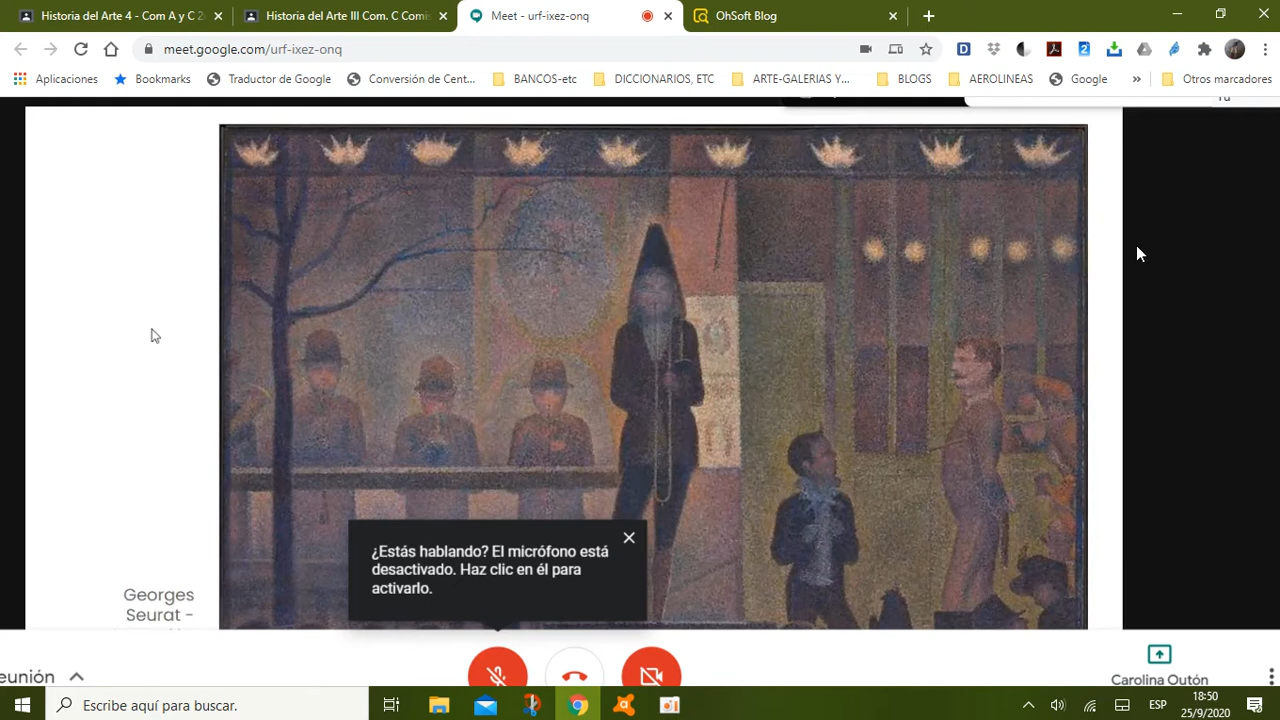 Historia del Arte 4 - Com A y C 2
Historia del Arte III Com. C Comis
Meet - urf-ixez-onq
OhSoft Blog
meet.google.com/urf-ixez-onq
Aplicaciones
Bookmarks
Traductor de Google
Conversión de Cent...
BANCOS-etc
DICCIONARIOS, ETC
ARTE-GALERIAS Y...
BLOGS
AEROLINEAS
Google
»
Otros marcadores
¿Estás hablando? El micrófono está
desactivado. Haz clic en él para
activarlo.
Georges
Seurat -
eunión
Carolina Outón
Escribe aquí para buscar.
ESP
18:50
25/9/2020